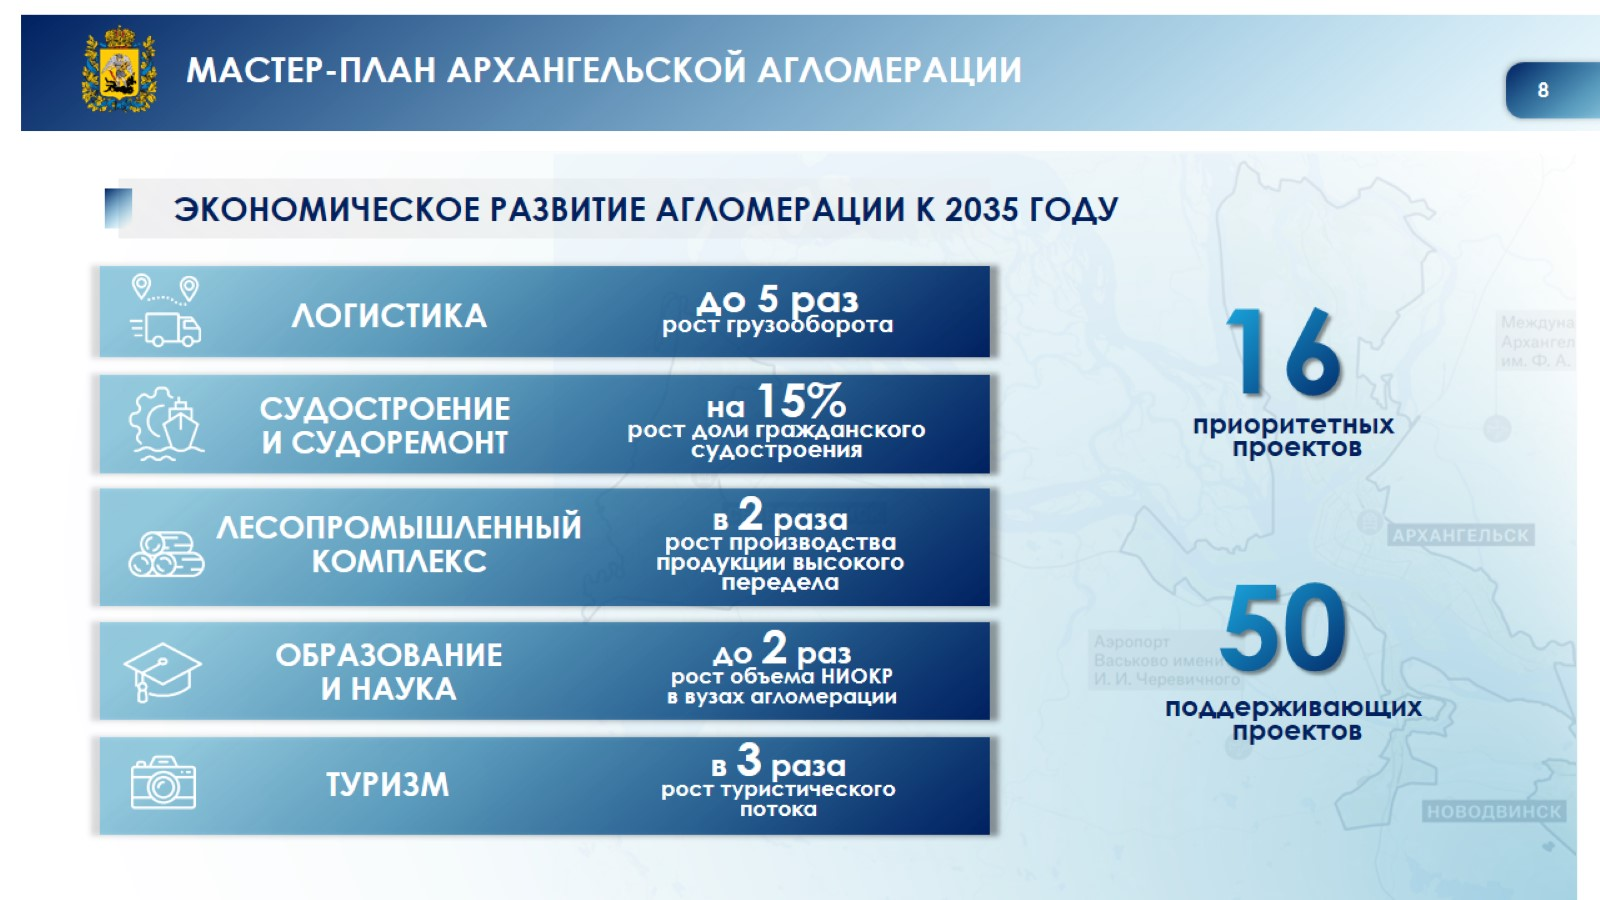 МАСТЕР-ПЛАН АРХАНГЕЛЬСКОЙ АГЛОМЕРАЦИИ
8
ЭКОНОМИЧЕСКОЕ РАЗВИТИЕ АГЛОМЕРАЦИИ К 2035 ГОДУ
ЛОГИСТИКА
до 5 раз
рост грузооборота
СУДОСТРОЕНИЕ
И СУДОРЕМОНТ
на 15%
рост доли гражданского
судостроения
ЛЕСОПРОМЫШЛЕННЫЙ
КОМПЛЕКС
в 2 раза
рост производства
продукции высокого
передела
ОБРАЗОВАНИЕ
И НАУКА
до 2 раз
рост объема НИОКР
в вузах агломерации
ТУРИЗМ
в 3 раза
рост туристического
потока
16
приоритетных
проектов
50
поддерживающих
проектов
Междуна
Архангел
им. Ф. А.
АРХАНГЕЛЬСК
Аэропорт
Васьково имени
И. И. Черевичного
НОВОДВИНСК